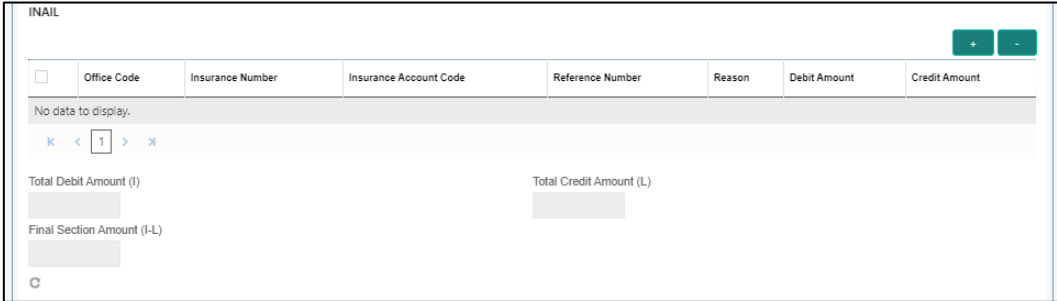 INAIL
+ -
Office Code Insurance Number Insurance Account Code Reference Number Reason Debit Amount Credit Amount
No data to display.
1
Total Debit Amount (I) Total Credit Amount (L)
Final Section Amount (I-L)